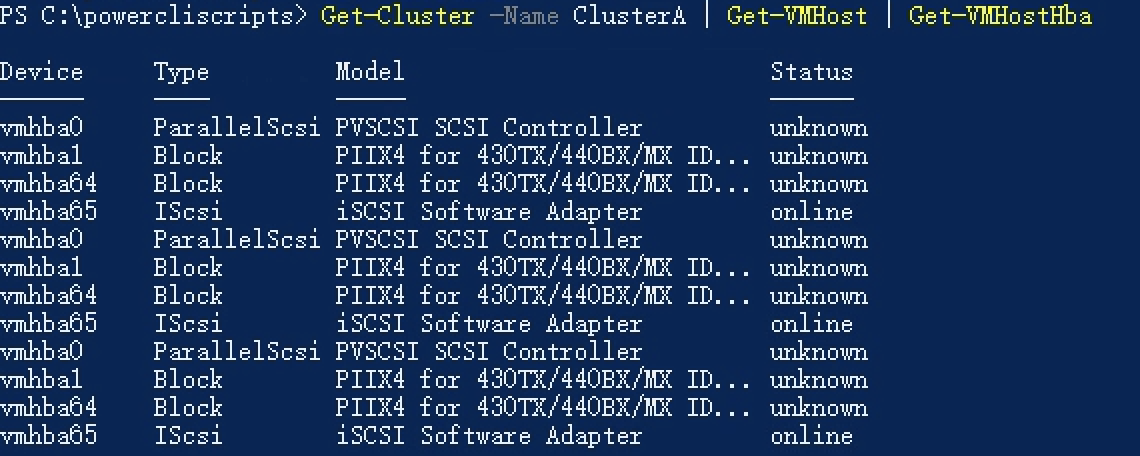 PS C:\powercliscripts> Get-Cluster -Name ClusterA | Get-VMHost | Get-VMHostHba
Device Type Model Status
vmhba0 ParallelScsi PVSCSI SCSI Controller unknown
vmhba1 Block PIIX4 for 430TX/440BX/MX ID... unknown
vmhba64 Block PIIX4 for 430TX/440BX/MX ID... unknown
vmhba65 IScsi iSCSI Software Adapter online
vmhba0 ParallelScsi PVSCSI SCSI Controller unknown
vmhba1 Block PIIX4 for 430TX/440BX/MX ID... unknown
vmhba64 Block PIIX4 for 430TX/440BX/MX ID... unknown
vmhba65 IScsi iSCSI Software Adapter online
vmhba0 ParallelScsi PVSCSI SCSI Controller unknown
vmhba1 Block PIIX4 for 430TX/440BX/MX ID... unknown
vmhba64 Block PIIX4 for 430TX/440BX/MX ID... unknown
vmhba65 IScsi iSCSI Software Adapter online